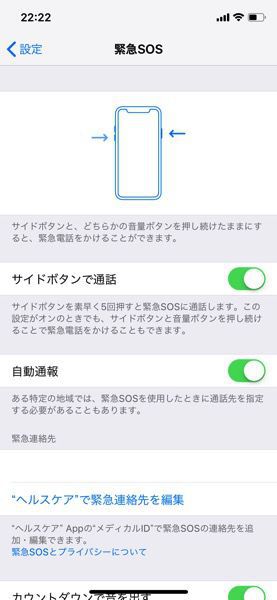 22:22
設定
緊急SOS
サイドボタンと、どちらかの音量ボタンを押し続けたままにす
ると、緊急電話をかけることができます。
サイドボタンで通話
サイドボタンを素早く5回押すと緊急SOSに通話します。この
設定がオンのときでも、サイドボタンと音量ボタンを押し続け
ることで緊急電話をかけることもできます。
自動通報
ある特定の地域では、緊急SOSを使用したときに通話先を指定
する必要があることもあります。
緊急連絡先
“ヘルスケア”で緊急連絡先を編集
“ヘルスケア” Appの“メディカルID”で緊急SOSの連絡先を追
加・編集できます。
緊急SOSとプライバシーについて
カウントダウンで音を出す